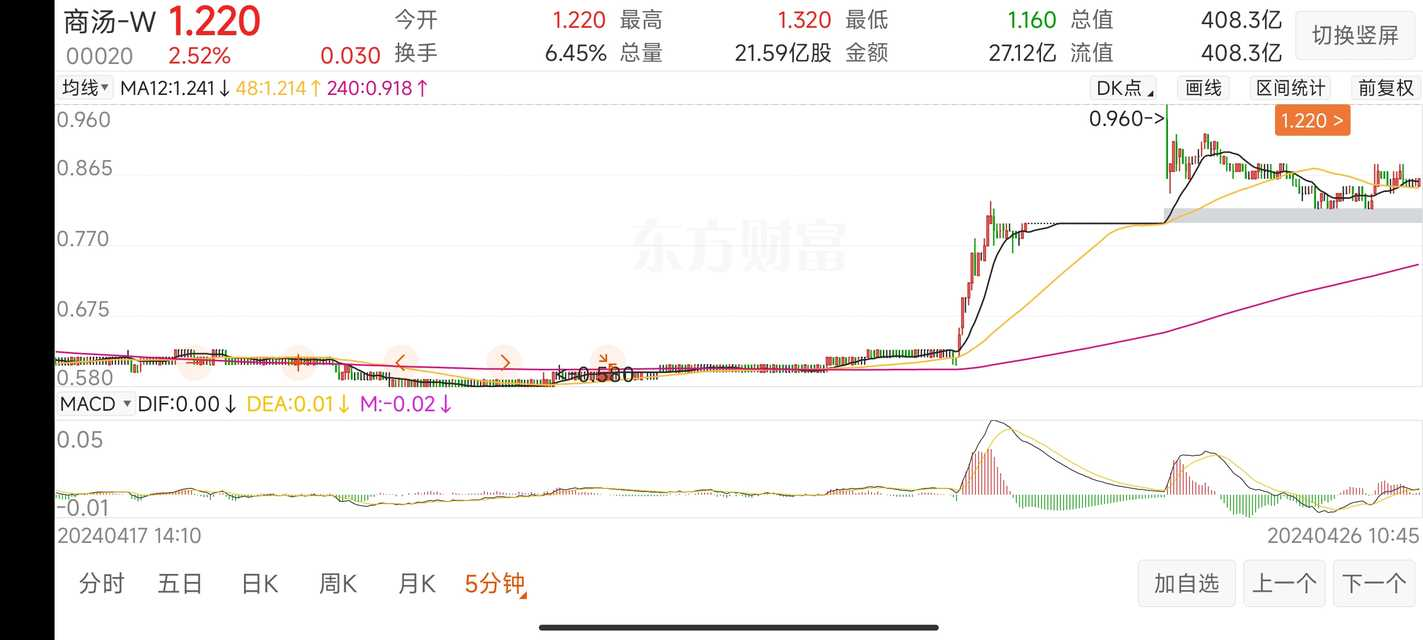 商汤-W 1.220 今开 1.220 最高 1.320 最低 1.160 总值 408.3亿 切换竖屏
00020 2.52% 0.030 换手 6.45% 总量 21.59亿股 金额 27.12亿 流值 408.3亿
均线▾ MA12:1.241↓ 48:1.214↑ 240:0.918↑ DK点 画线 区间统计 前复权
0.960 0.960-> 1.220 >
0.865
东方财富
0.770
0.675
0.580 <-0.580
MACD ▾ DIF:0.00↓ DEA:0.01↓ M:-0.02↓
0.05
-0.01
20240417 14:10 20240426 10:45
分时 五日 日K 周K 月K 5分钟 加自选 上一个 下一个